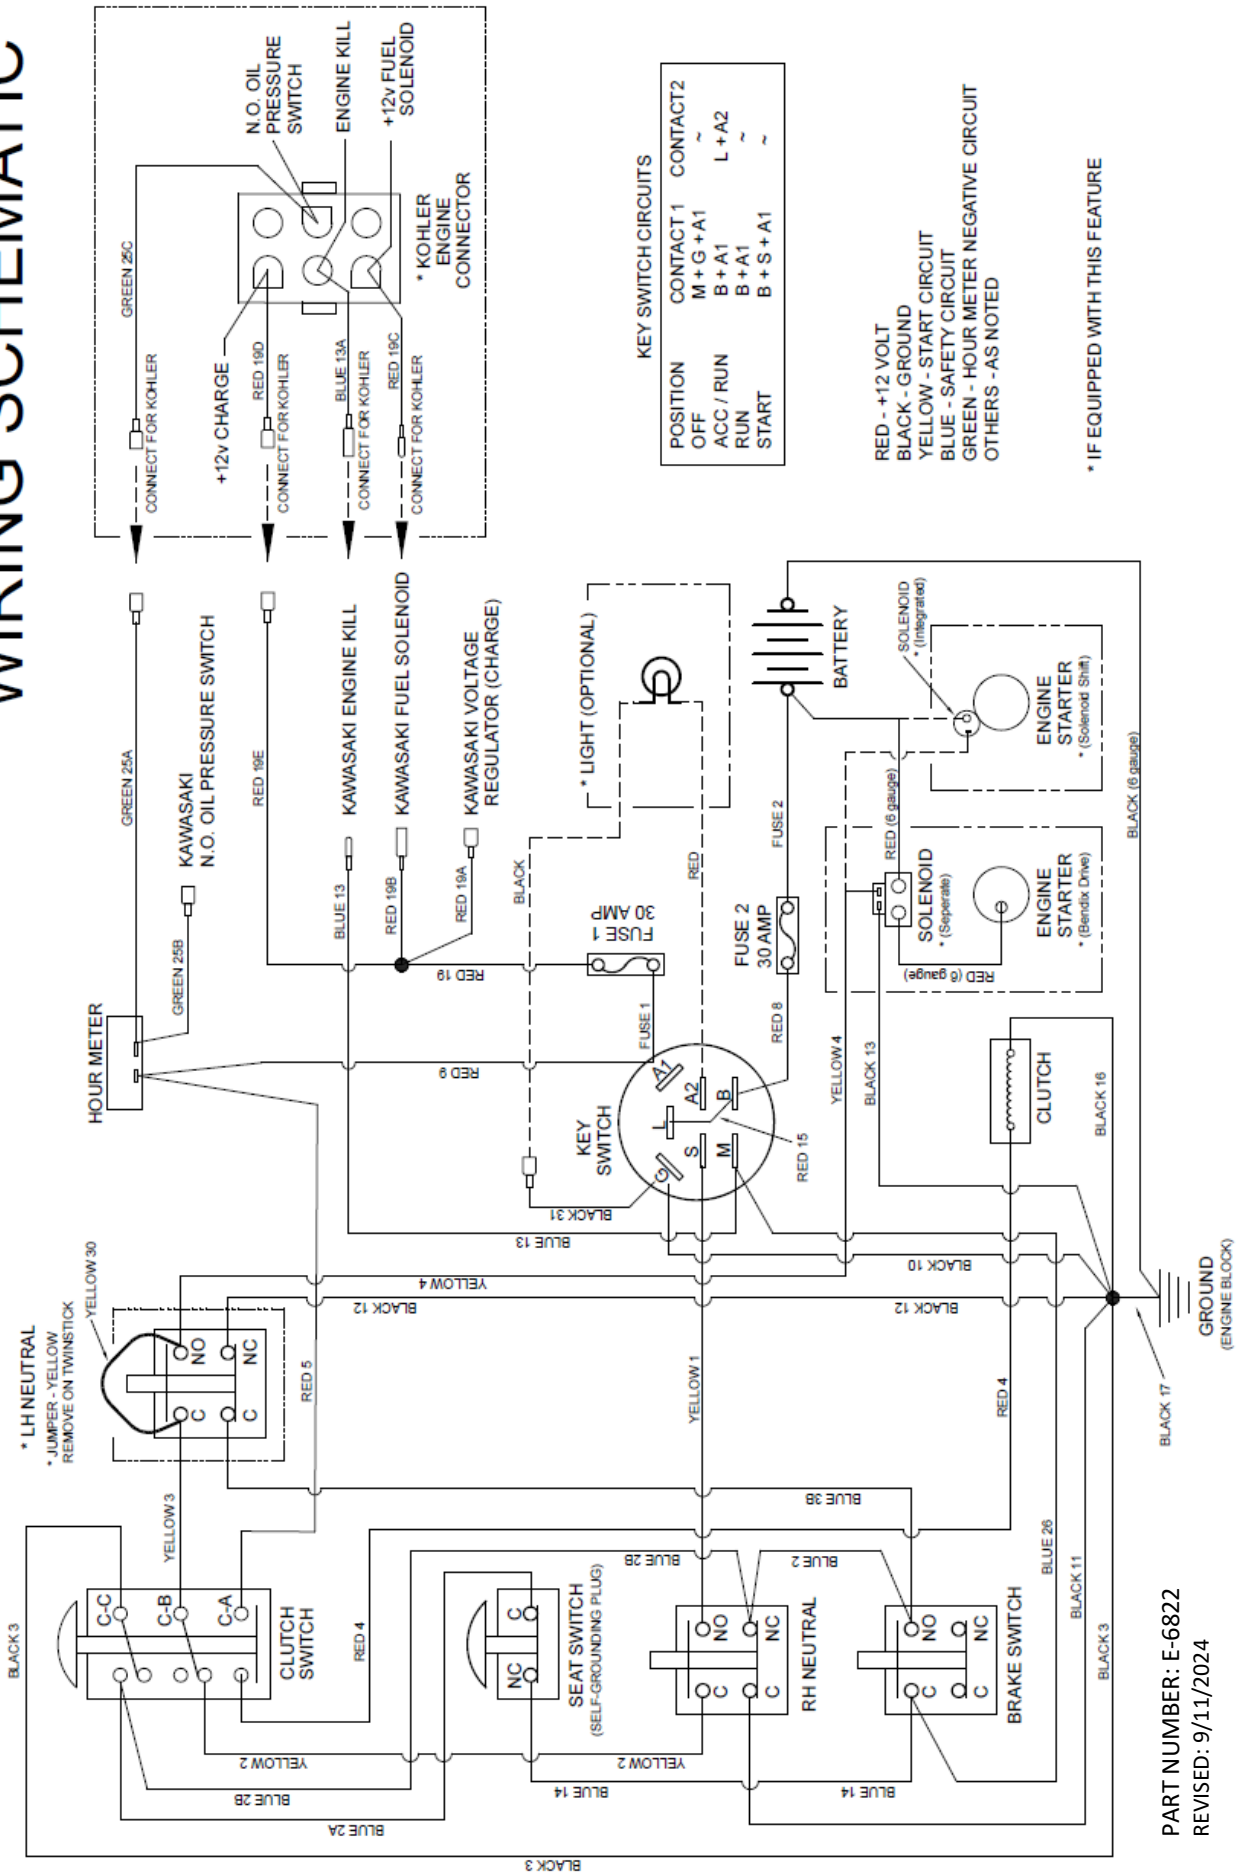 WIRING SCHEMATIC
N.O. OIL
PRESSURE
SWITCH
ENGINE KILL
+12v FUEL
SOLENOID
GREEN 25C
* KOHLER
ENGINE
CONNECTOR
+12v CHARGE
RED 19D
BLUE 13A
RED 19C
CONNECT FOR KOHLER
CONNECT FOR KOHLER
CONNECT FOR KOHLER
CONNECT FOR KOHLER
KEY SWITCH CIRCUITS
POSITION CONTACT 1 CONTACT2
OFF M + G + A1 ~
ACC / RUN B + A1 L + A2
RUN B + A1 ~
START B + S + A1 ~
RED - +12 VOLT
BLACK - GROUND
YELLOW - START CIRCUIT
BLUE - SAFETY CIRCUIT
GREEN - HOUR METER NEGATIVE CIRCUIT
OTHERS - AS NOTED
* IF EQUIPPED WITH THIS FEATURE
GREEN 25A
KAWASAKI
N.O. OIL PRESSURE SWITCH
GREEN 25B
RED 19E
KAWASAKI ENGINE KILL
KAWASAKI FUEL SOLENOID
KAWASAKI VOLTAGE
REGULATOR (CHARGE)
BLUE 13
RED 19B
RED 19A
RED 19
HOUR METER
RED 9
* LIGHT (OPTIONAL)
BLACK
RED
FUSE 1
30 AMP
FUSE 1
FUSE 2
FUSE 2
30 AMP
RED 8
BATTERY
SOLENOID
* (Integrated)
ENGINE
STARTER
* (Solenoid Shift)
RED (6 gauge)
SOLENOID
* (Seperate)
ENGINE
STARTER
* (Bendix Drive)
RED (6 gauge)
BLACK (6 gauge)
KEY
SWITCH
A1
A2
B
L
S
M
G
RED 15
YELLOW 4
BLACK 13
CLUTCH
BLACK 16
BLACK 31
BLUE 13
BLACK 10
YELLOW 4
BLACK 12
BLACK 12
* LH NEUTRAL
* JUMPER - YELLOW
REMOVE ON TWINSTICK
YELLOW 30
NO
NC
C
C
RED 5
YELLOW 1
RED 4
BLACK 17
GROUND
(ENGINE BLOCK)
YELLOW 3
BLUE 3B
BLACK 3
C-C
C-B
C-A
CLUTCH
SWITCH
RED 4
BLUE 2B
BLUE 2
C
NC
SEAT SWITCH
(SELF-GROUNDING PLUG)
NO
NC
C
C
RH NEUTRAL
NO
NC
C
C
BRAKE SWITCH
BLUE 26
BLACK 11
BLACK 3
YELLOW 2
YELLOW 2
BLUE 2B
BLUE 14
BLUE 14
BLUE 2A
BLACK 3
PART NUMBER: E-6822
REVISED: 9/11/2024